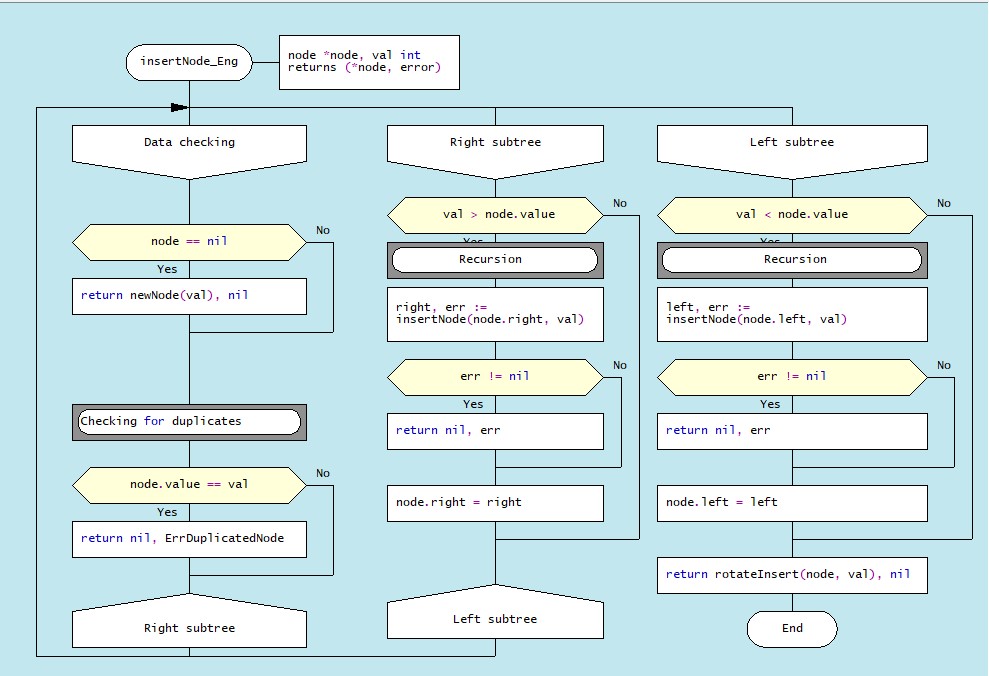 insertNode_Eng
node *node, val int
returns (*node, error)
Data checking
node == nil
No
Yes
return newNode(val), nil
Checking for duplicates
node.value == val
No
Yes
return nil, ErrDuplicatedNode
Right subtree
Right subtree
val > node.value
No
Yes
Recursion
right, err :=
insertNode(node.right, val)
err != nil
No
Yes
return nil, err
node.right = right
Left subtree
Left subtree
val < node.value
No
Yes
Recursion
left, err :=
insertNode(node.left, val)
err != nil
No
Yes
return nil, err
node.left = left
return rotateInsert(node, val), nil
End